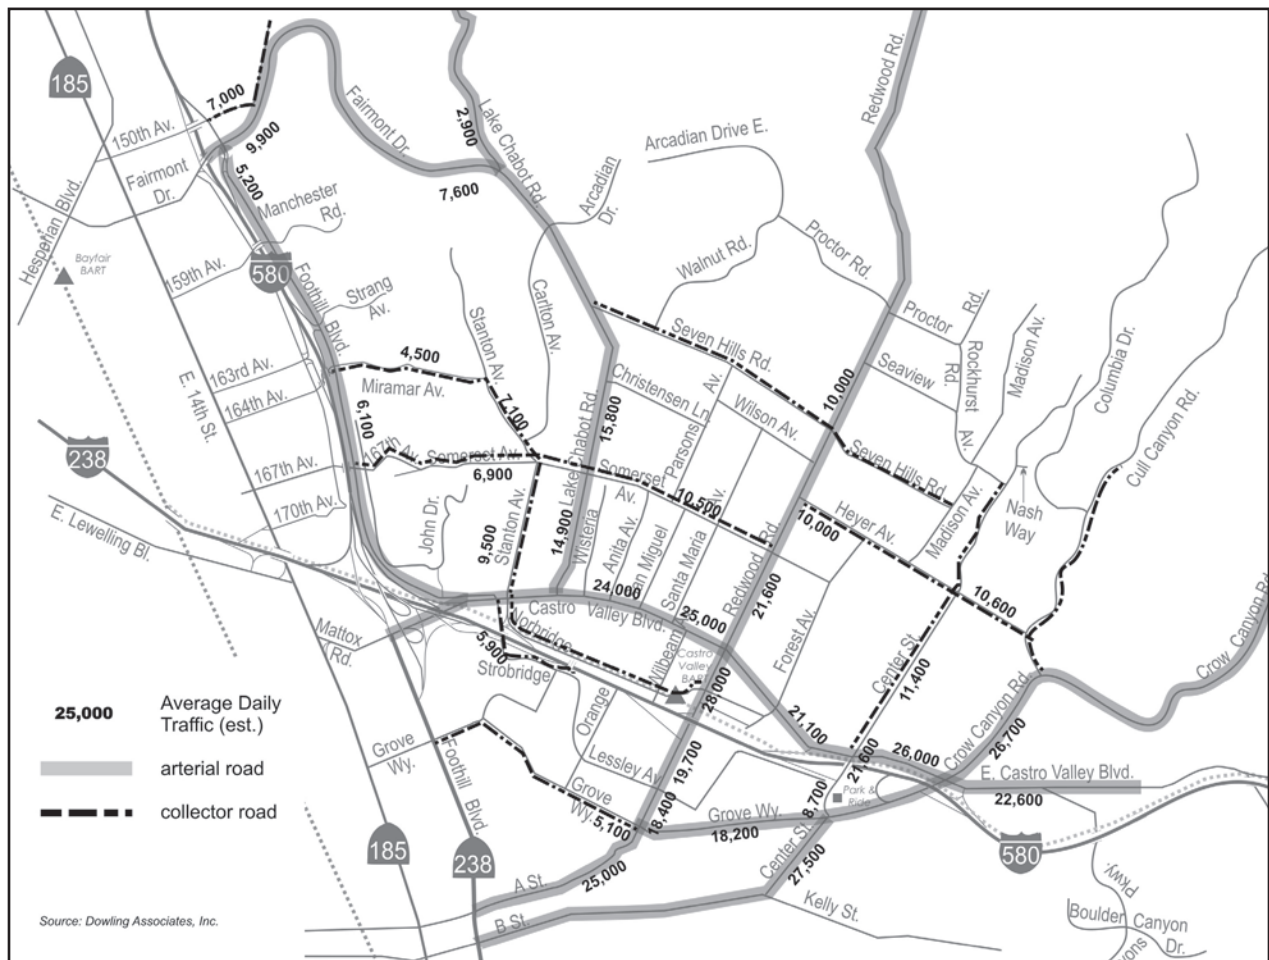 185
7,000
150th Av.
9,900
Fairmont
Dr.
5,200
Hesperian Blvd.
Bayfair
BART
Manchester
Rd.
159th Av.
580
Foothill Blvd.
Strang
Av.
Fairmont Dr.
7,600
2,900
Lake Chabot Rd.
Arcadian
Dr.
Arcadian Drive E.
Redwood Rd.
Walnut Rd.
Proctor Rd.
Proctor
Rd.
Seaview
Rockhurst
Rd.
Av.
Madison Av.
Columbia Dr.
Cull Canyon Rd.
Stanton Av.
Carlton Av.
Seven Hills Rd.
4,500
Miramar Av.
7,100
163rd Av.
164th Av.
E. 14th St.
6,100
Christensen Ln.
15,800
Lake Chabot Rd.
Parsons
Av.
Wilson Av.
10,000
Seven Hills Rd.
238
167th Av.
167th
Somerset Av.
6,900
Somerset
Av.
10,500
170th Av.
E. Lewelling Bl.
John Dr.
9,500
Stanton Av.
14,900
Wisteria
Anita Av.
an Miguel
Santa Maria
Av.
Redwood Rd.
10,000
Heyer Av.
Madison Av.
Nash
Way
21,600
10,600
24,000
Castro
Valley Blvd.
25,000
Norbridge
Wilbeam A
Castro
Valley
BART
Forest Av.
Center St.
11,400
Crow Canyon Rd.
Mattox
Rd.
5,900
Strobridge
28,000
21,100
21,600
26,000
Crow Canyon Rd.
26,700
E. Castro Valley Blvd.
22,600
Orange
Lessley Av.
19,700
Grove
Wy.
Foothill Blvd.
Grove
Wy.
5,100
18,400
Grove Wy.
18,200
8,700
Park &
Ride
580
25,000
Average Daily
Traffic (est.)
arterial road
collector road
185
238
A St.
25,000
B St.
Center St.
27,500
Kelly St.
Pkwy.
Boulder Canyon
Dr.
yons
Source: Dowling Associates, Inc.